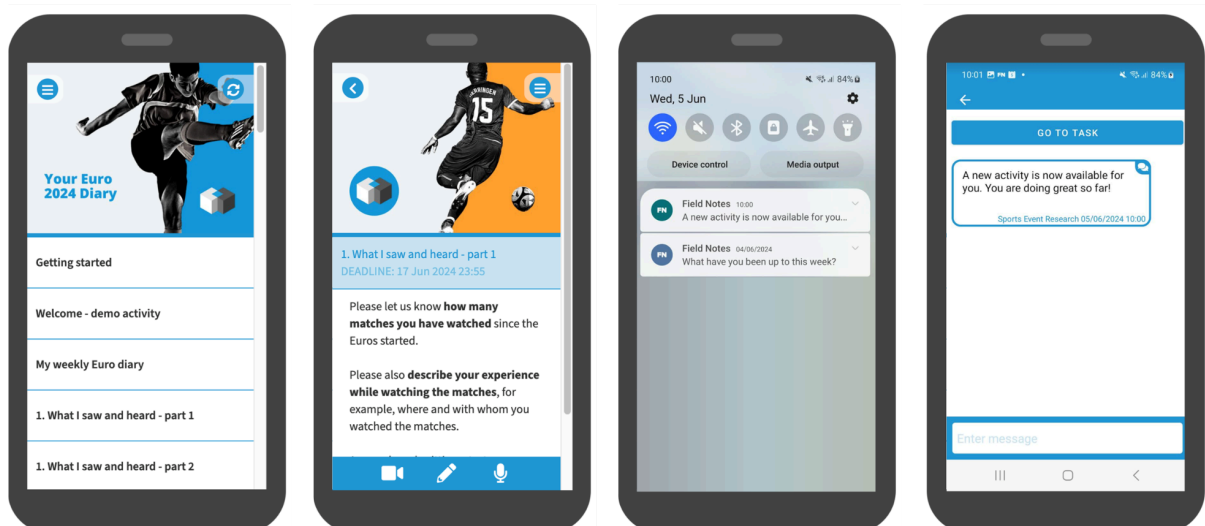 Your Euro
2024 Diary
Getting started
Welcome - demo activity
My weekly Euro diary
1. What I saw and heard - part 1
1. What I saw and heard - part 2
15
1. What I saw and heard - part 1
DEADLINE: 17 Jun 2024 23:55
Please let us know how many
matches you have watched since the
Euros started.
Please also describe your experience
while watching the matches, for
example, where and with whom you
watched the matches.
10:00 84%
Wed, 5 Jun
Device control Media output
FN Field Notes 10:00
A new activity is now available for you...
FN Field Notes 04/06/2024
What have you been up to this week?
10:01 FN 84%
GO TO TASK
A new activity is now available for
you. You are doing great so far!
Sports Event Research 05/06/2024 10:00
Enter message